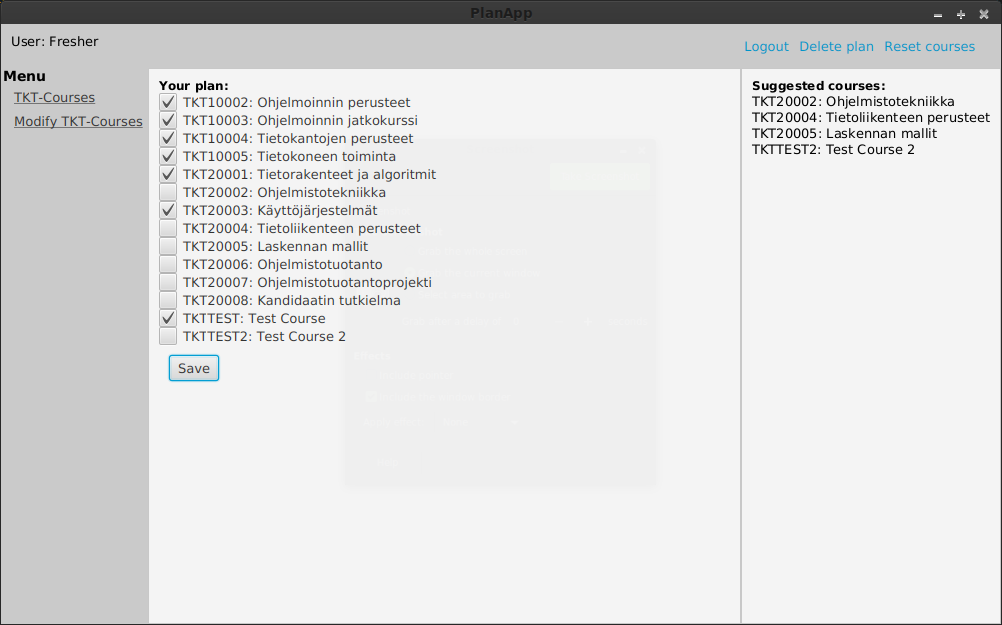 PlanApp
User: Fresher
Logout Delete plan Reset courses
Menu
TKT-Courses
Modify TKT-Courses
Your plan:
TKT10002: Ohjelmoinnin perusteet
TKT10003: Ohjelmoinnin jatkokurssi
TKT10004: Tietokantojen perusteet
TKT10005: Tietokoneen toiminta
TKT20001: Tietorakenteet ja algoritmit
TKT20002: Ohjelmistotekniikka
TKT20003: Käyttöjärjestelmät
TKT20004: Tietoliikenteen perusteet
TKT20005: Laskennan mallit
TKT20006: Ohjelmistotuotanto
TKT20007: Ohjelmistotuotantoprojekti
TKT20008: Kandidaatin tutkielma
TKTTEST: Test Course
TKTTEST2: Test Course 2
Save
Suggested courses:
TKT20002: Ohjelmistotekniikka
TKT20004: Tietoliikenteen perusteet
TKT20005: Laskennan mallit
TKTTEST2: Test Course 2